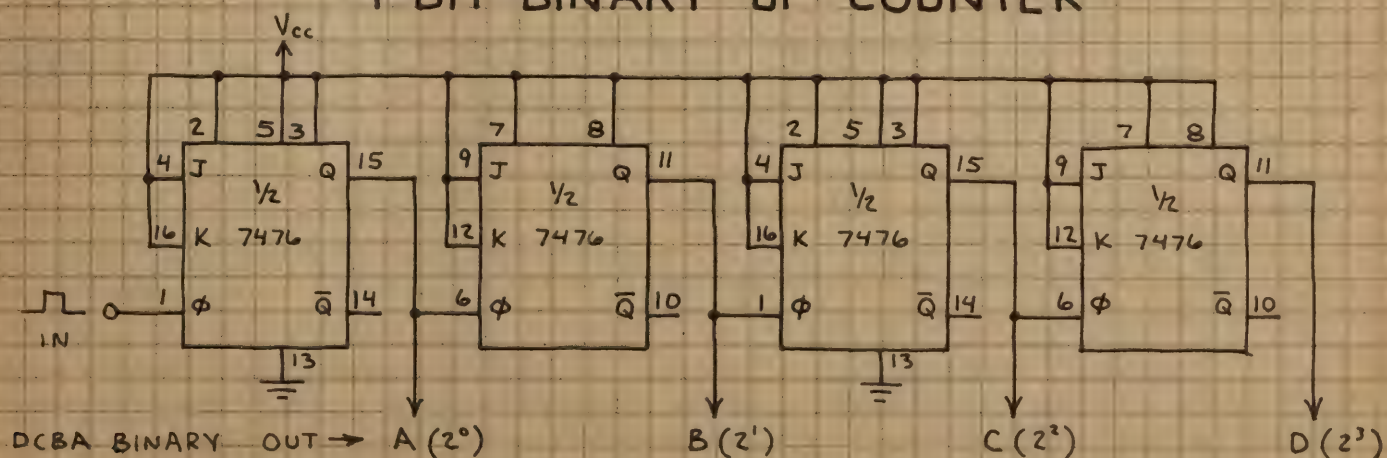 BINARY UP COUNTER
Vcc
2 5 3 7 8 2 5 3 7 8
4 J Q 15 9 J Q 11 4 J Q 15 9 J Q 11
1/2 1/2 1/2 1/2
16 K 7476 12 K 7476 16 K 7476 12 K 7476
1 Φ Q̅ 14 6 Φ Q̅ 10 1 Φ Q̅ 14 6 Φ Q̅ 10
IN
13 13
DCBA BINARY OUT → A (2⁰) B (2¹) C (2²) D (2³)